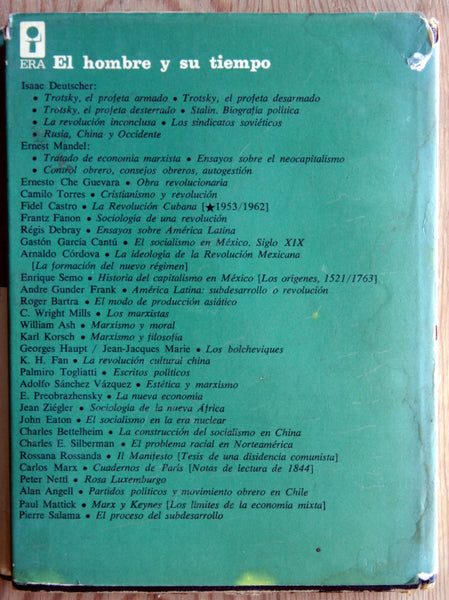 ERA El hombre y su tiempo
Isaac Deutscher:
• Trotsky, el profeta armado • Trotsky, el profeta desarmado
• Trotsky, el profeta desterrado • Stalin. Biografía política
• La revolución inconclusa • Los sindicatos soviéticos
• Rusia, China y Occidente
Ernest Mandel:
• Tratado de economía marxista • Ensayos sobre el neocapitalismo
• Control obrero, consejos obreros, autogestión
Ernesto Che Guevara • Obra revolucionaria
Camilo Torres • Cristianismo y revolución
Fidel Castro • La Revolución Cubana [★1953/1962]
Frantz Fanon • Sociología de una revolución
Régis Debray • Ensayos sobre América Latina
Gastón García Cantú • El socialismo en México. Siglo XIX
Arnaldo Córdova • La ideología de la Revolución Mexicana
[La formación del nuevo régimen]
Enrique Semo • Historia del capitalismo en México [Los orígenes, 1521/1763]
Andre Gunder Frank • América Latina: subdesarrollo o revolución
Roger Bartra • El modo de producción asiático
C. Wright Mills • Los marxistas
William Ash • Marxismo y moral
Karl Korsch • Marxismo y filosofía
Georges Haupt / Jean-Jacques Marie • Los bolcheviques
K. H. Fan • La revolución cultural china
Palmiro Togliatti • Escritos políticos
Adolfo Sánchez Vázquez • Estética y marxismo
E. Preobrazhensky • La nueva economía
Jean Ziégler • Sociología de la nueva África
John Eaton • El socialismo en la era nuclear
Charles Bettelheim • La construcción del socialismo en China
Charles E. Silberman • El problema racial en Norteamérica
Rossana Rossanda • Il Manifesto [Tesis de una disidencia comunista]
Carlos Marx • Cuadernos de París [Notas de lectura de 1844]
Peter Nettl • Rosa Luxemburgo
Alan Angell • Partidos políticos y movimiento obrero en Chile
Paul Mattick • Marx y Keynes [Los límites de la economía mixta]
Pierre Salama • El proceso del subdesarrollo